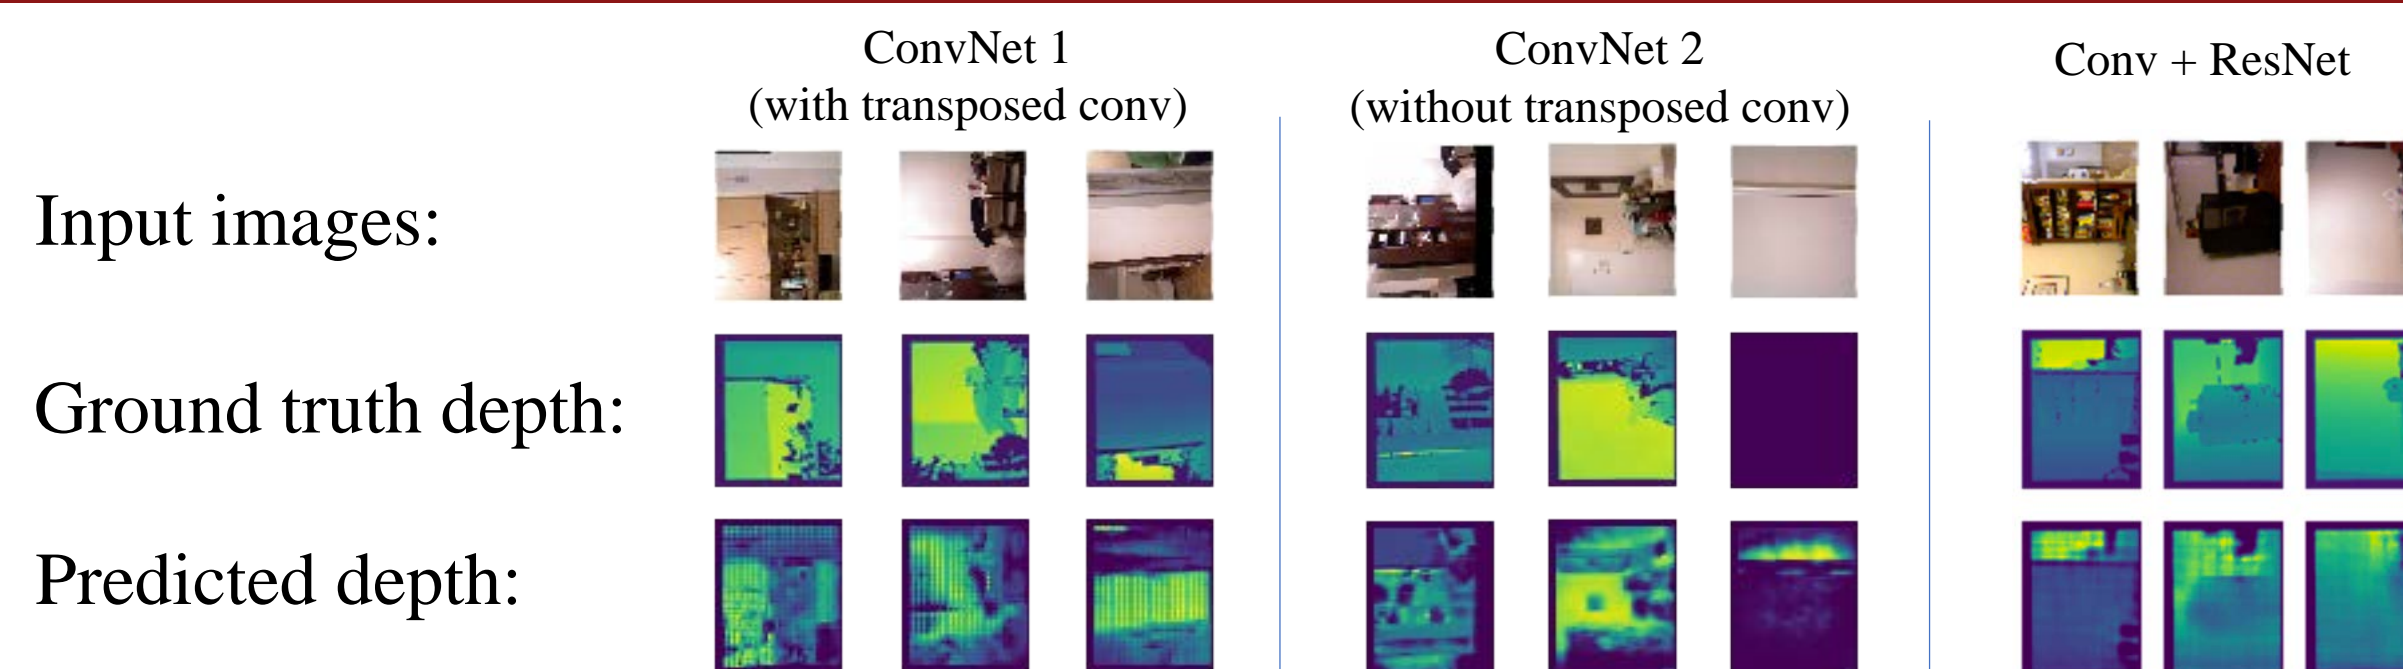 ConvNet 1
(with transposed conv)
ConvNet 2
(without transposed conv)
Conv + ResNet
Input images:
Ground truth depth:
Predicted depth: